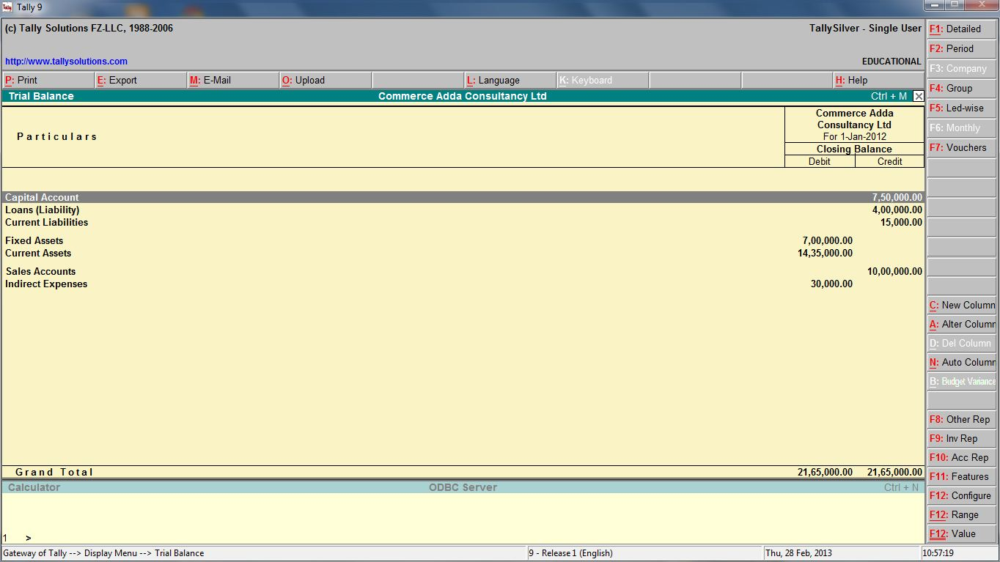 Tally 9
(c) Tally Solutions FZ-LLC, 1988-2006
TallySilver - Single User
http://www.tallysolutions.com
EDUCATIONAL
P: Print
E: Export
M: E-Mail
O: Upload
L: Language
K: Keyboard
H: Help
Trial Balance
Commerce Adda Consultancy Ltd
Ctrl + M
Particulars
Commerce Adda
Consultancy Ltd
For 1-Jan-2012
Closing Balance
Debit Credit
Capital Account 7,50,000.00
Loans (Liability) 4,00,000.00
Current Liabilities 15,000.00
Fixed Assets 7,00,000.00
Current Assets 14,35,000.00
Sales Accounts 10,00,000.00
Indirect Expenses 30,000.00
Grand Total 21,65,000.00 21,65,000.00
Calculator
ODBC Server
Ctrl + N
1 >
Gateway of Tally --> Display Menu --> Trial Balance
9 - Release 1 (English)
Thu, 28 Feb, 2013
10:57:19
F1: Detailed
F2: Period
F3: Company
F4: Group
F5: Led-wise
F6: Monthly
F7: Vouchers
C: New Column
A: Alter Column
D: Del Column
N: Auto Column
B: Budget Variance
F8: Other Rep
F9: Inv Rep
F10: Acc Rep
F11: Features
F12: Configure
F12: Range
F12: Value